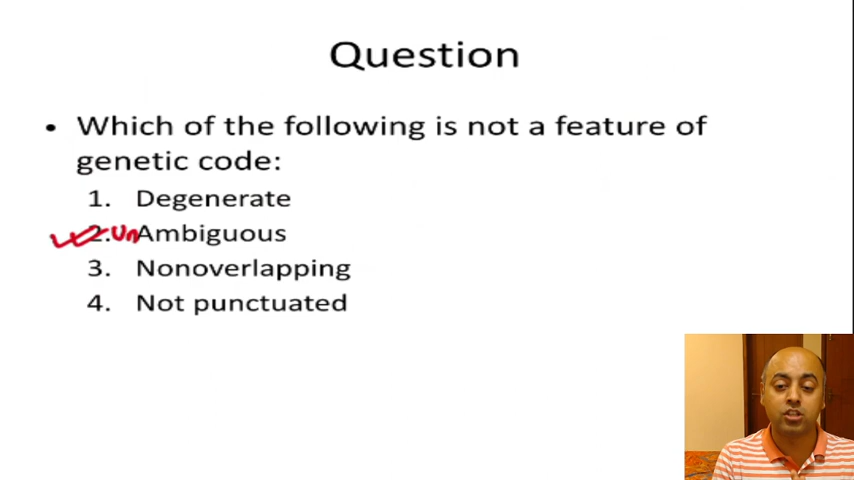 Question
• Which of the following is not a feature of
genetic code:
1. Degenerate
2. UnAmbiguous
3. Nonoverlapping
4. Not punctuated